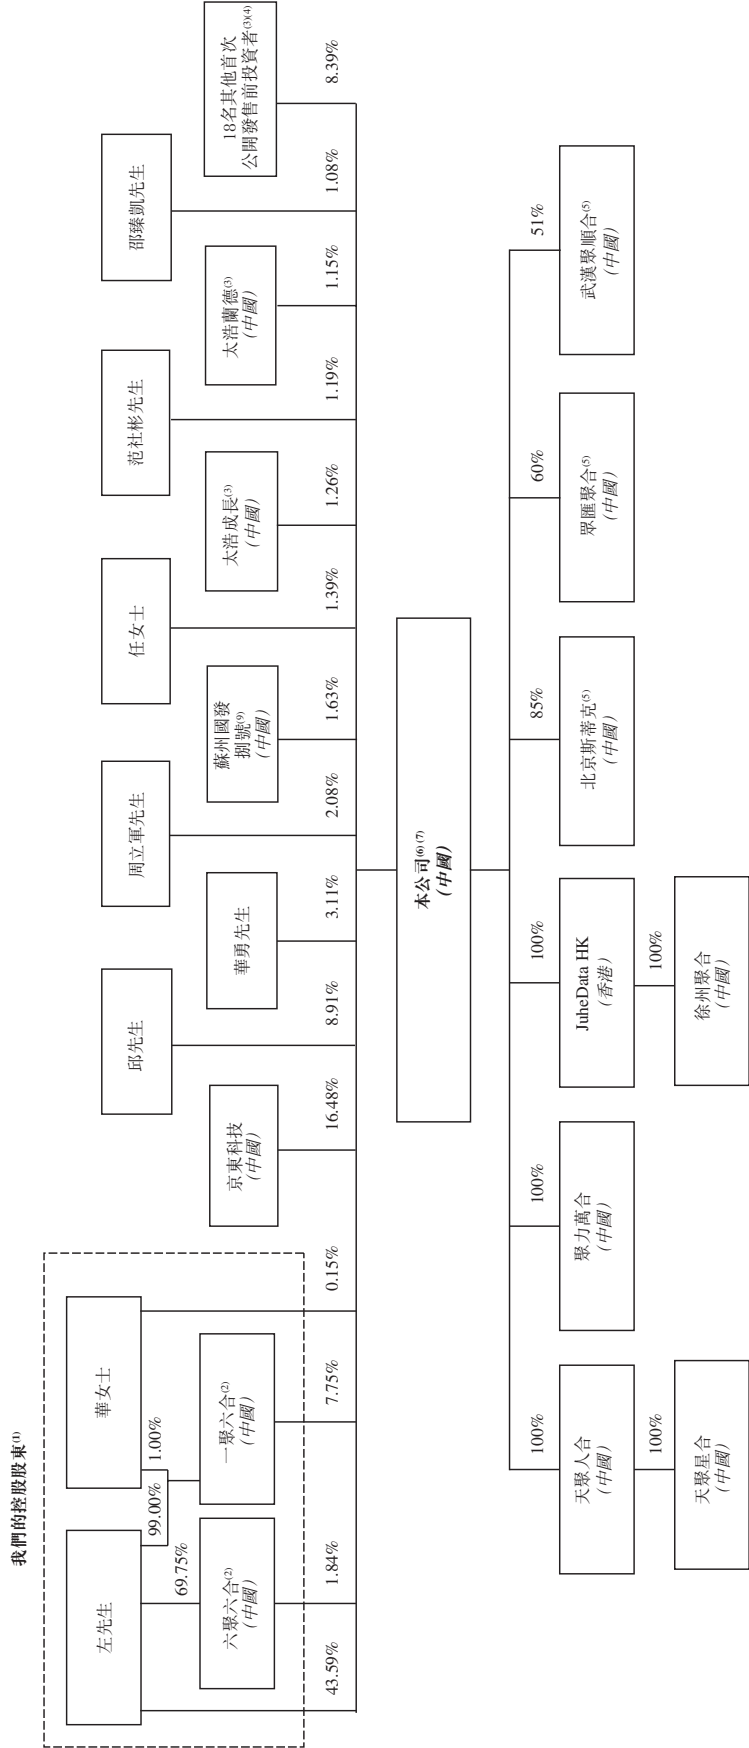 我們的控股股東(1)
左先生
華女士
99.00%
1.00%
69.75%
六聚六合(2)
(中國)
一聚六合(2)
(中國)
京東科技
(中國)
邱先生
華勇先生
周立軍先生
蘇州國發
捌號(9)
(中國)
任女士
太浩成長(3)
(中國)
范社彬先生
太浩蘭德(3)
(中國)
邵臻凱先生
18名其他首次
公開發售前投資者(3)(4)
43.59%
1.84%
7.75%
0.15%
16.48%
8.91%
3.11%
2.08%
1.63%
1.39%
1.26%
1.19%
1.15%
1.08%
8.39%
本公司(6)(7)
(中國)
100%
100%
100%
85%
60%
51%
天聚人合
(中國)
聚力萬合
(中國)
JuheData HK
(香港)
北京斯蒂克(5)
(中國)
眾匯聚合(5)
(中國)
武漢聚順合(5)
(中國)
100%
100%
天聚星合
(中國)
徐州聚合
(中國)